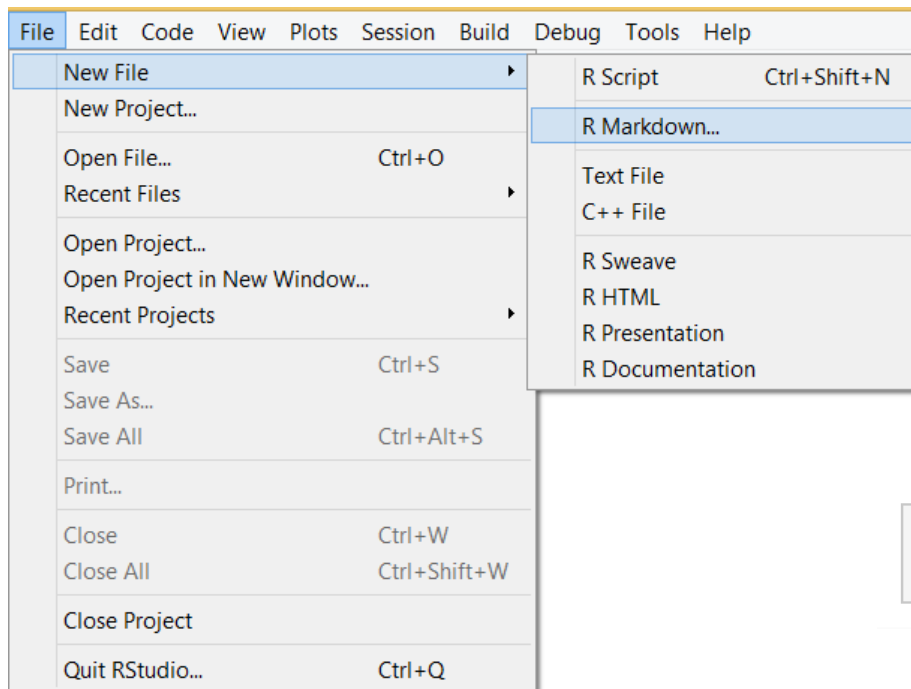 File Edit Code View Plots Session Build Debug Tools Help
New File
New Project...
Open File... Ctrl+O
Recent Files
Open Project...
Open Project in New Window...
Recent Projects
Save Ctrl+S
Save As...
Save All Ctrl+Alt+S
Print...
Close Ctrl+W
Close All Ctrl+Shift+W
Close Project
Quit RStudio... Ctrl+Q
R Script Ctrl+Shift+N
R Markdown...
Text File
C++ File
R Sweave
R HTML
R Presentation
R Documentation